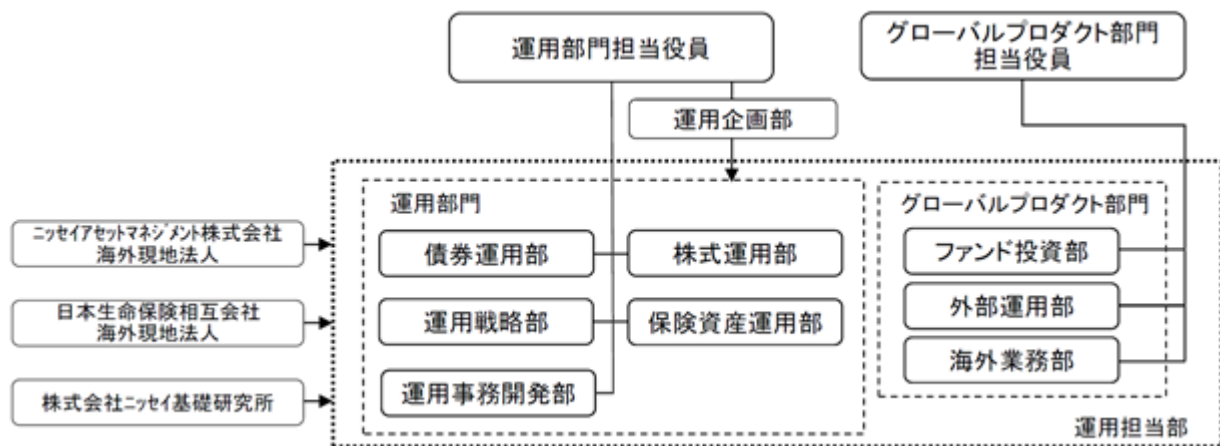 運用部門担当役員
グローバルプロダクト部門
担当役員
運用企画部
運用部門
グローバルプロダクト部門
ニッセイアセットマネジメント株式会社
海外現地法人
債券運用部
株式運用部
ファンド投資部
日本生命保険相互会社
海外現地法人
運用戦略部
保険資産運用部
外部運用部
海外業務部
株式会社ニッセイ基礎研究所
運用事務開発部
運用担当部